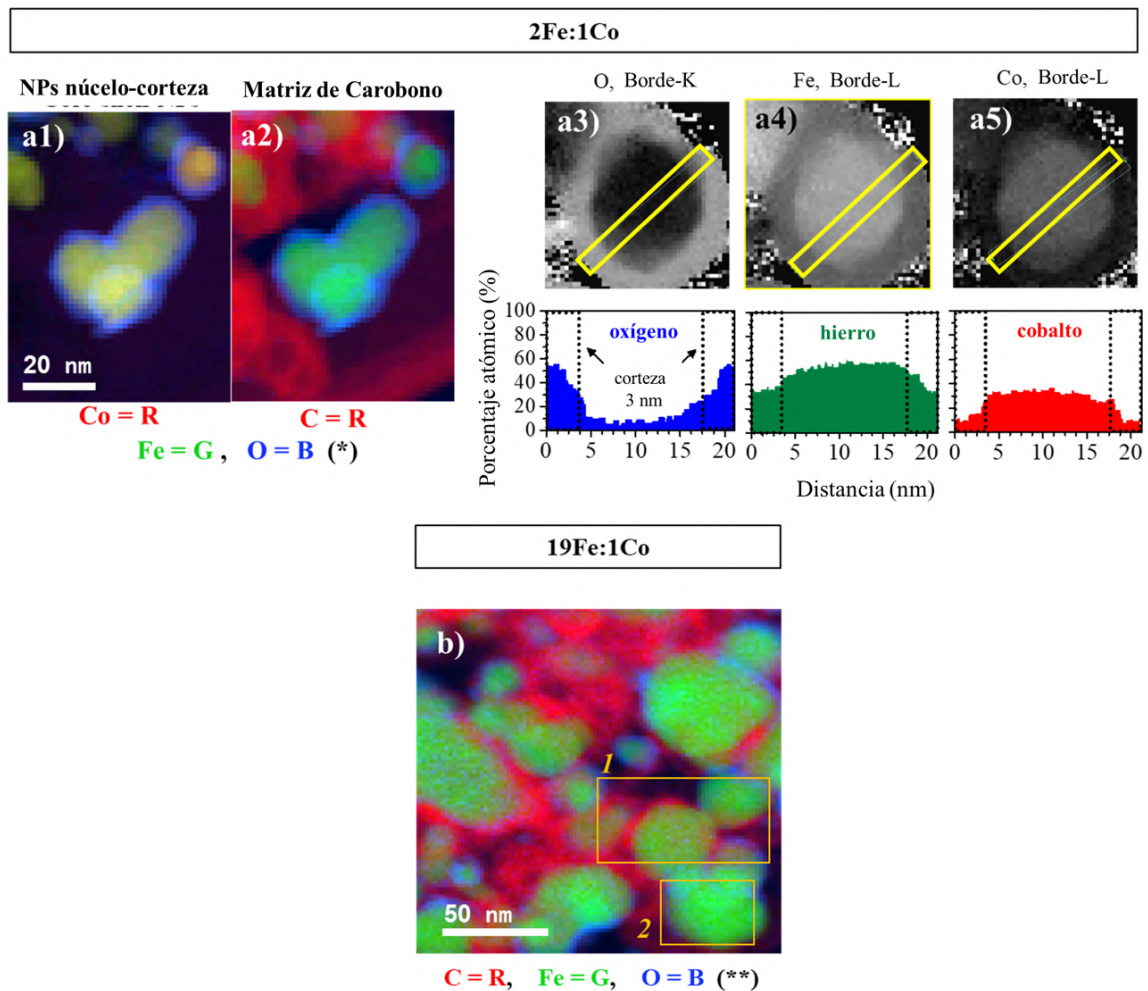 2Fe:1Co
NPs núcelo-corteza
Matriz de Carobono
a1)
a2)
20 nm
Co = R
C = R
Fe = G , O = B (*)
O, Borde-K
Fe, Borde-L
Co, Borde-L
a3)
a4)
a5)
Porcentaje atómico (%)
100
80
60
40
20
0
oxígeno
corteza
3 nm
hierro
cobalto
0 5 10 15 20
0 5 10 15 20
0 5 10 15 20
Distancia (nm)
19Fe:1Co
b)
1
2
50 nm
C = R, Fe = G, O = B (**)